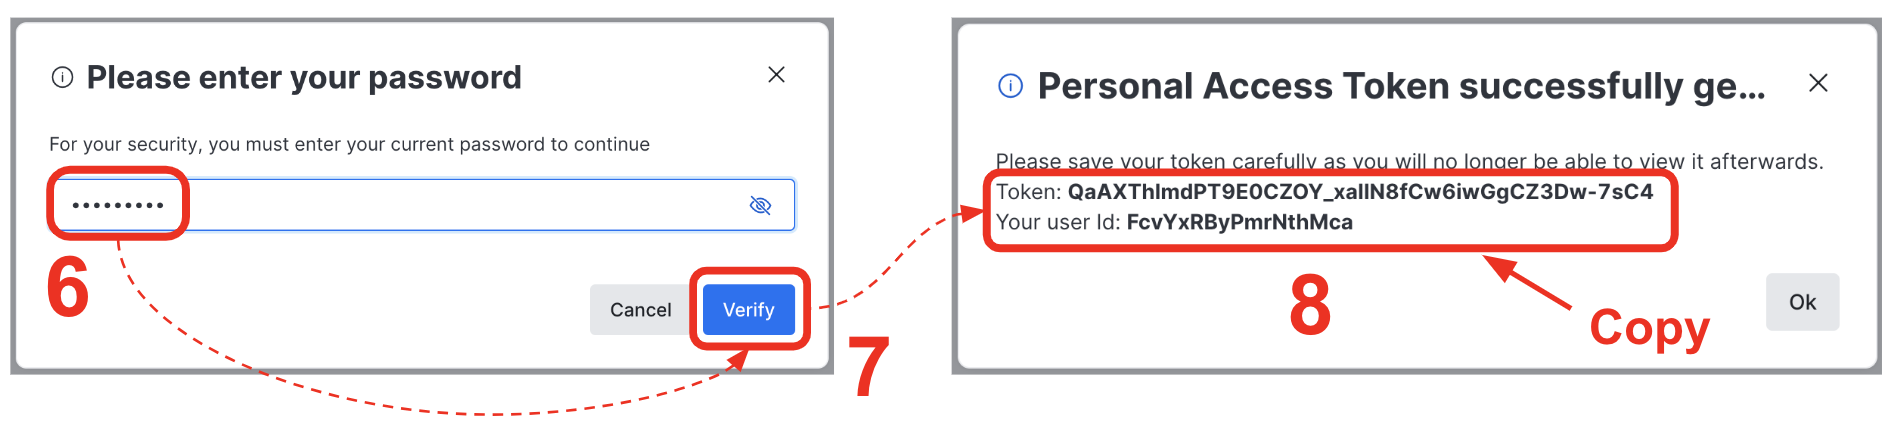 Please enter your password
For your security, you must enter your current password to continue
•••••••••
6
Cancel
Verify
7
Personal Access Token successfully ge...
Please save your token carefully as you will no longer be able to view it afterwards.
Token: QaAXThlmdPT9E0CZOY_xallN8fCw6iwGgCZ3Dw-7sC4
Your user Id: FcvYxRByPmrNthMca
8
Copy
Ok